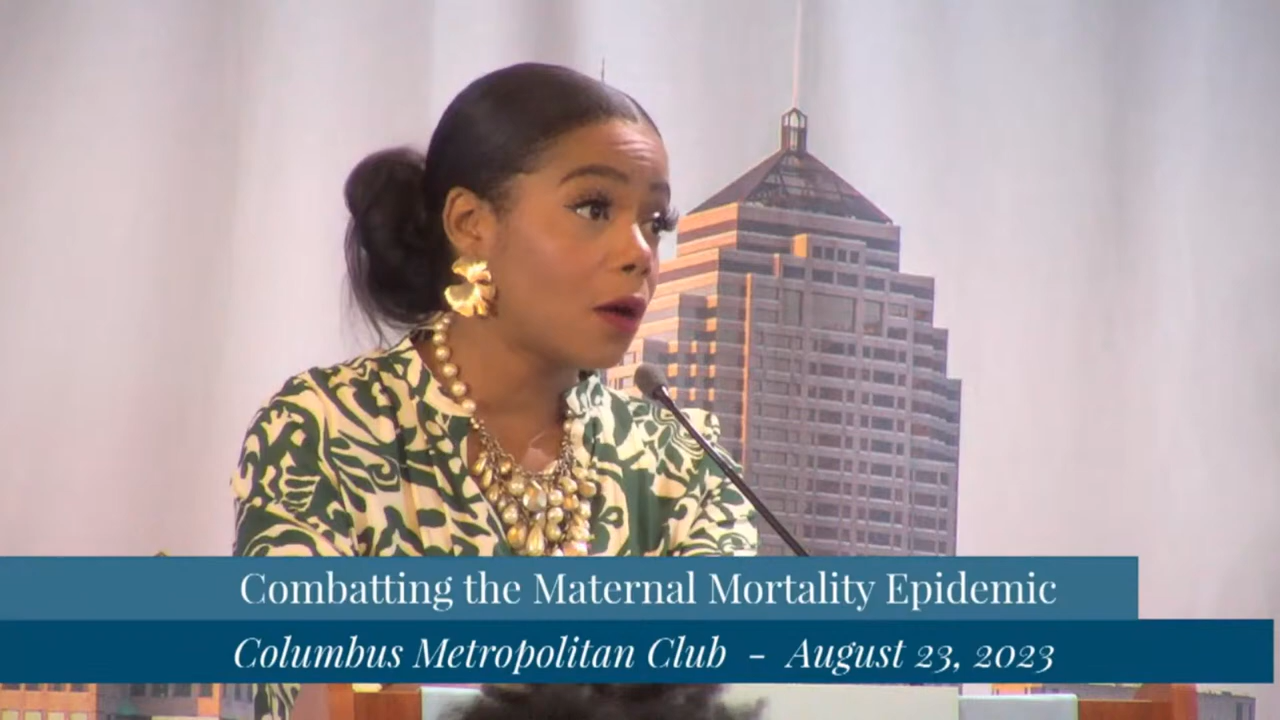 Combatting the Maternal Mortality Epidemic
Columbus Metropolitan Club - August 23, 2023